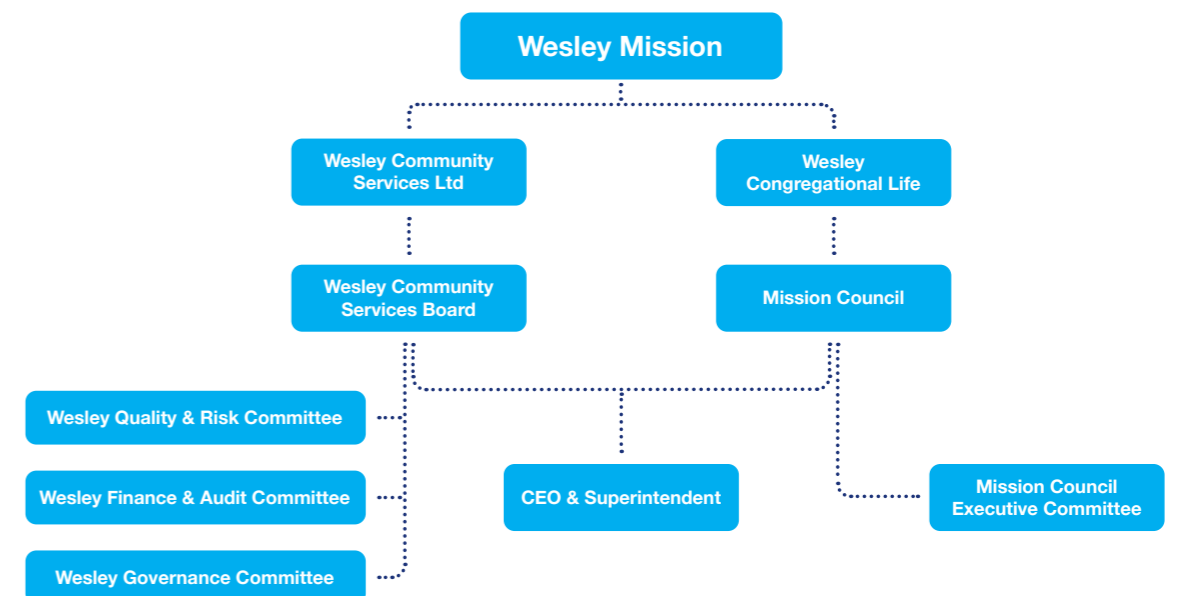 Wesley Mission
Wesley Community
Services Ltd
Wesley
Congregational Life
Wesley Community
Services Board
Mission Council
Wesley Quality & Risk Committee
Wesley Finance & Audit Committee
CEO & Superintendent
Mission Council
Executive Committee
Wesley Governance Committee